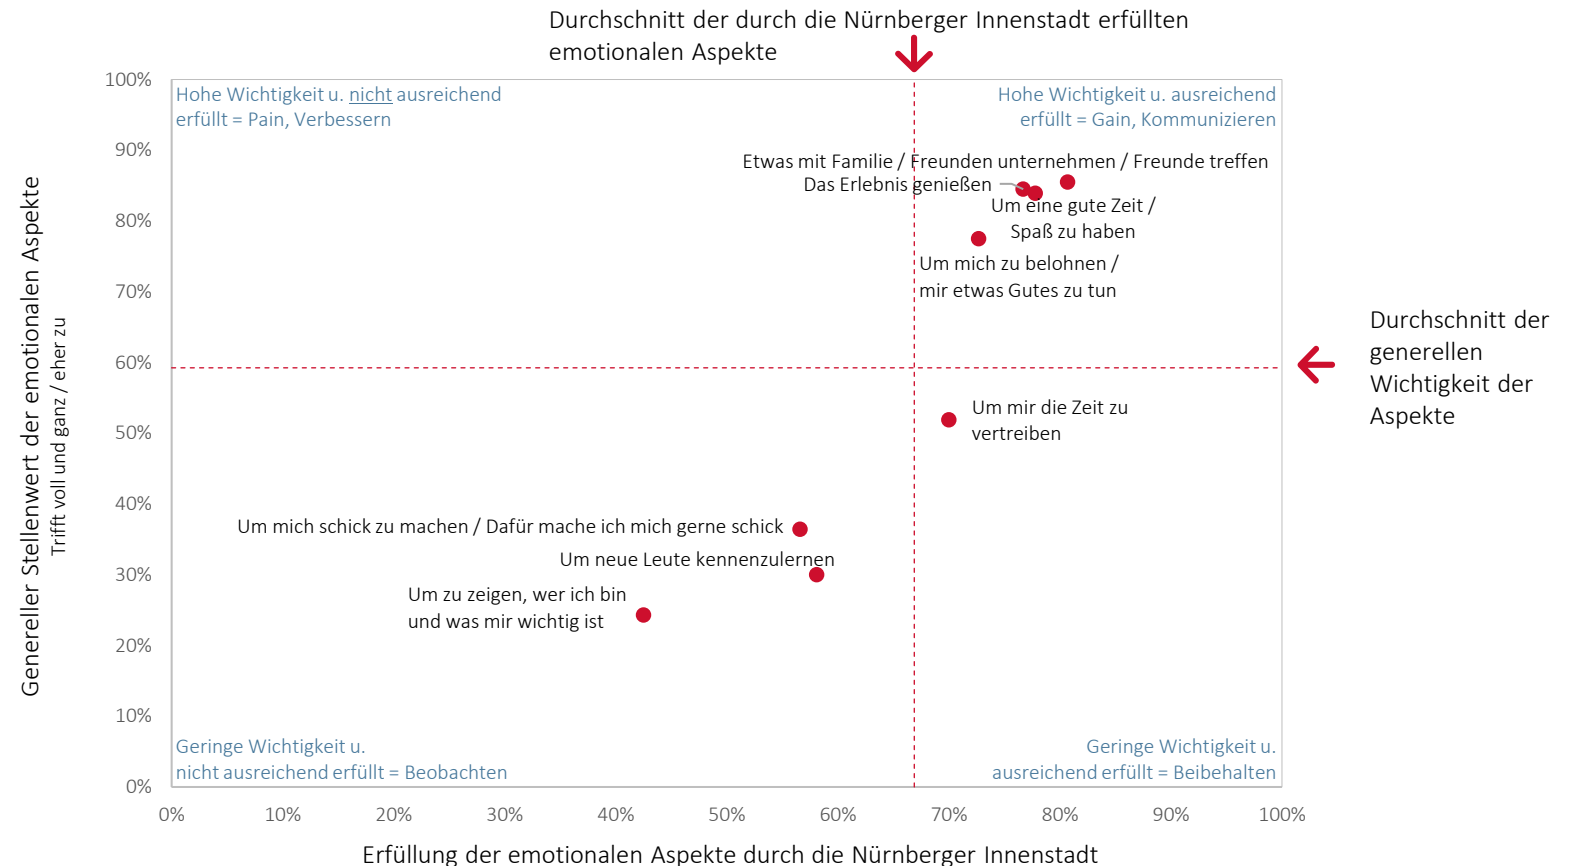 Durchschnitt der durch die Nürnberger Innenstadt erfüllten
emotionalen Aspekte
100%
90%
80%
70%
60%
50%
40%
30%
20%
10%
0%
Genereller Stellenwert der emotionalen Aspekte
Trifft voll und ganz / eher zu
Hohe Wichtigkeit u. nicht ausreichend
erfüllt = Pain, Verbessern
Hohe Wichtigkeit u. ausreichend
erfüllt = Gain, Kommunizieren
Etwas mit Familie / Freunden unternehmen / Freunde treffen
Das Erlebnis genießen
Um eine gute Zeit /
Spaß zu haben
Um mich zu belohnen /
mir etwas Gutes zu tun
Durchschnitt der
generellen
Wichtigkeit der
Aspekte
Um mir die Zeit zu
vertreiben
Um mich schick zu machen / Dafür mache ich mich gerne schick
Um neue Leute kennenzulernen
Um zu zeigen, wer ich bin
und was mir wichtig ist
Geringe Wichtigkeit u.
nicht ausreichend erfüllt = Beobachten
Geringe Wichtigkeit u.
ausreichend erfüllt = Beibehalten
0% 10% 20% 30% 40% 50% 60% 70% 80% 90% 100%
Erfüllung der emotionalen Aspekte durch die Nürnberger Innenstadt